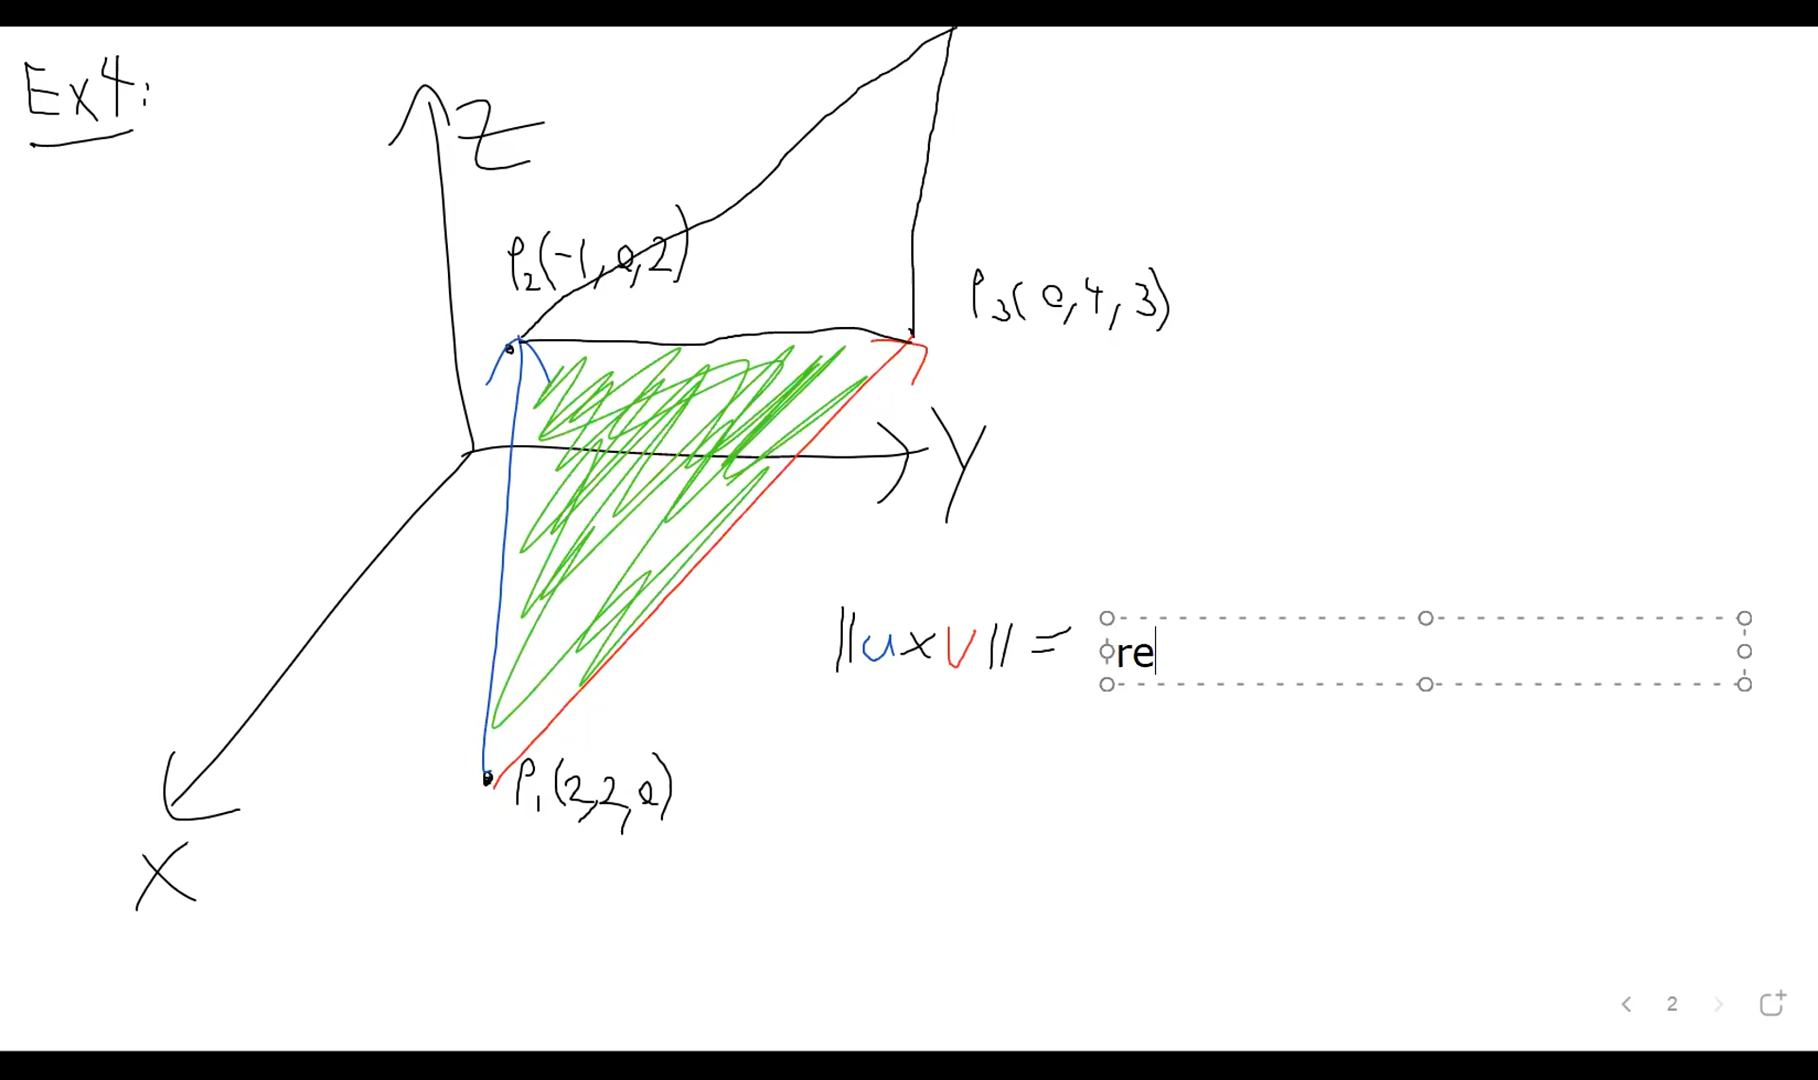 Ex4:
Z
P2(-1,0,2)
P3(0,4,3)
Y
||u×v|| = re
P1(2,2,0)
X
2